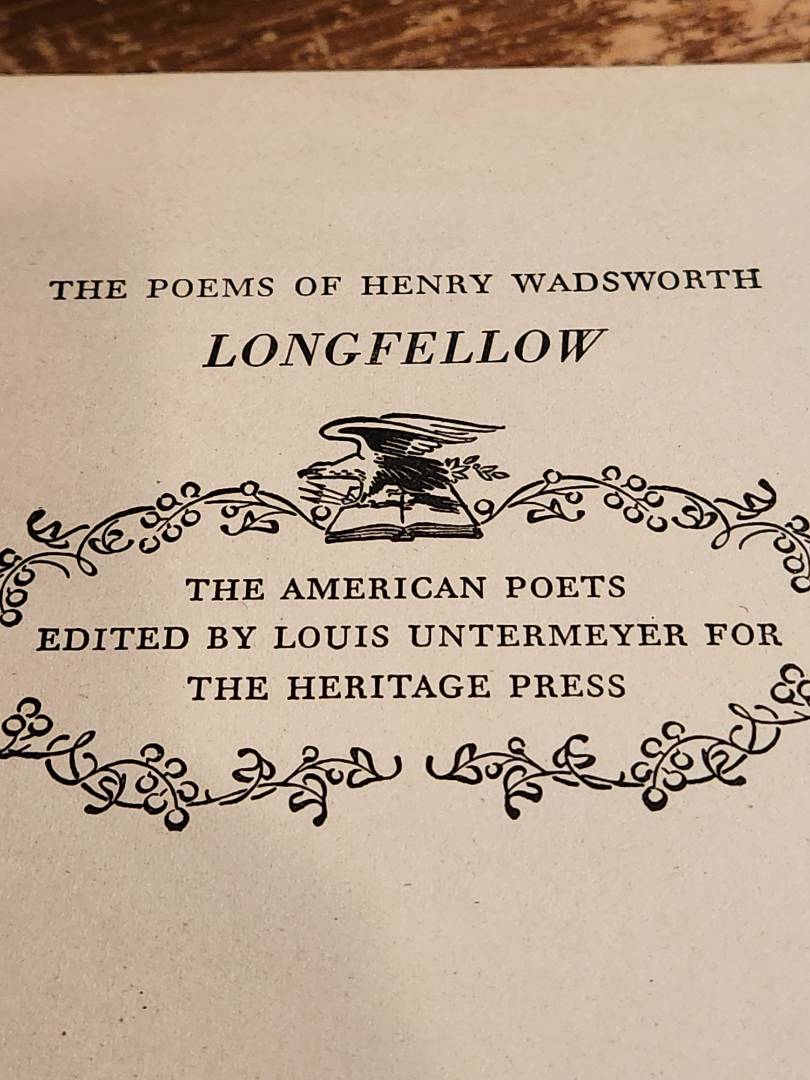 THE POEMS OF HENRY WADSWORTH
LONGFELLOW
THE AMERICAN POETS
EDITED BY LOUIS UNTERMEYER FOR
THE HERITAGE PRESS